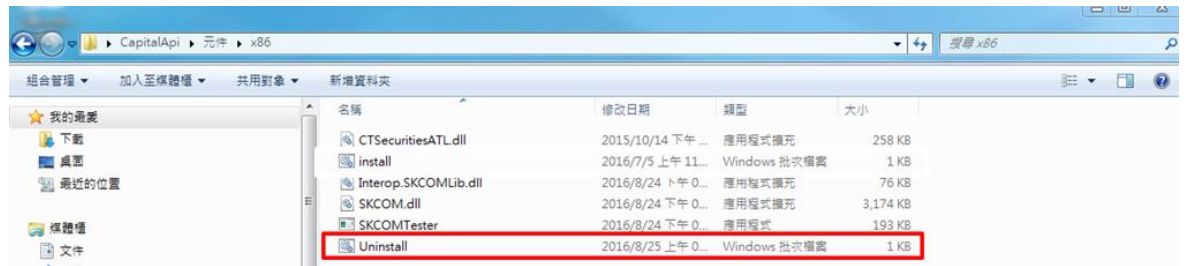 CapitalApi ▸ 元件 ▸ x86
搜尋 x86
組合管理 ▼ 加入至媒體櫃 ▼ 共用對象 ▼ 新增資料夾
我的最愛
下載
桌面
最近的位置
媒體櫃
文件
名稱 修改日期 類型 大小
CTSecuritiesATL.dll 2015/10/14 下午 ... 應用程式擴充 258 KB
install 2016/7/5 上午 11... Windows 批次檔案 1 KB
Interop.SKCOMLib.dll 2016/8/24 下午 0... 應用程式擴充 76 KB
SKCOM.dll 2016/8/24 下午 0... 應用程式擴充 3,174 KB
SKCOMTester 2016/8/24 下午 0... 應用程式 193 KB
Uninstall 2016/8/25 上午 0... Windows 批次檔案 1 KB